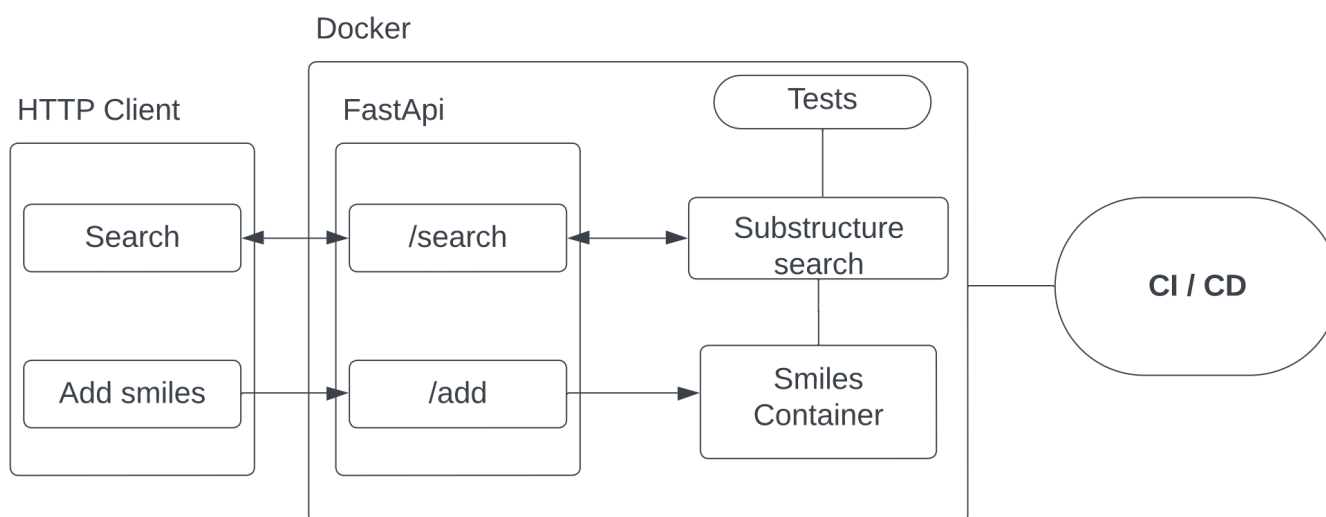 Docker
HTTP Client
FastApi
Tests
Search
/search
Substructure
search
CI / CD
Add smiles
/add
Smiles
Container